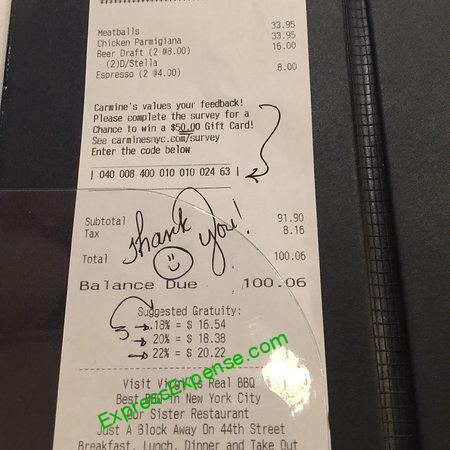 Meatballs 33.95
Chicken Parmigiana 33.95
Beer Draft (2 @8.00) 16.00
(2)D/Stella
Espresso (2 @4.00) 8.00
Carmine's values your feedback!
Please complete the survey for a
Chance to win a $50.00 Gift Card!
See carminesnyc.com/survey
Enter the code below
| 040 008 400 010 010 024 63 |
Thank You!
Subtotal 91.90
Tax 8.16
Total 100.06
Balance Due 100.06
Suggested Gratuity:
18% = $ 16.54
20% = $ 18.38
22% = $ 20.22
ExpressExpense.com
Visit Real BBQ
Best in New York City
Our Sister Restaurant
Just A Block Away On 44th Street
Breakfast, Lunch, Dinner and Take Out